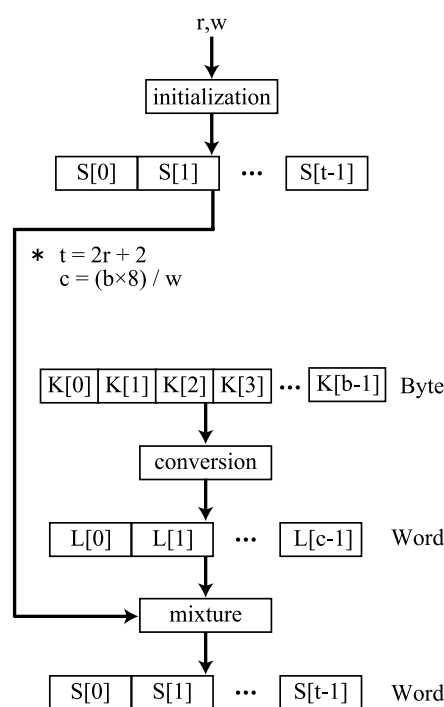 r,w
initialization
S[0] S[1] ··· S[t-1]
* t = 2r + 2
c = (b×8) / w
K[0] K[1] K[2] K[3] ··· K[b-1] Byte
conversion
L[0] L[1] ··· L[c-1] Word
mixture
S[0] S[1] ··· S[t-1] Word